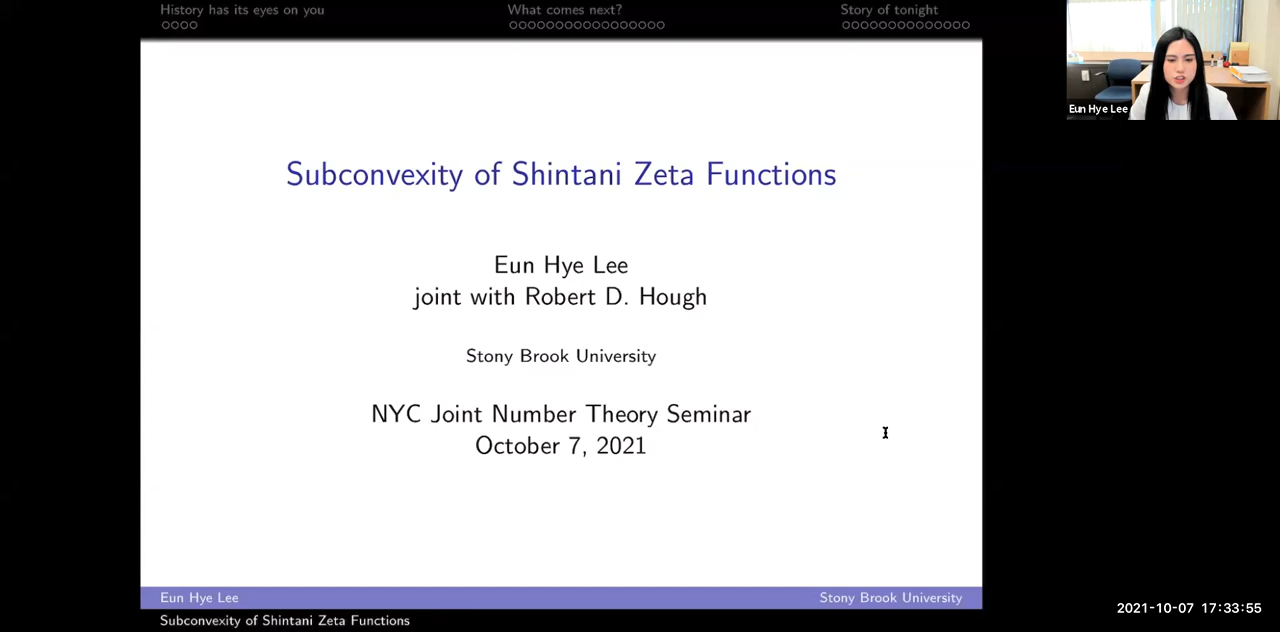 History has its eyes on you
What comes next?
Story of tonight
Eun Hye Lee
Subconvexity of Shintani Zeta Functions
Eun Hye Lee
joint with Robert D. Hough
Stony Brook University
NYC Joint Number Theory Seminar
October 7, 2021
Eun Hye Lee
Stony Brook University
2021-10-07 17:33:55
Subconvexity of Shintani Zeta Functions